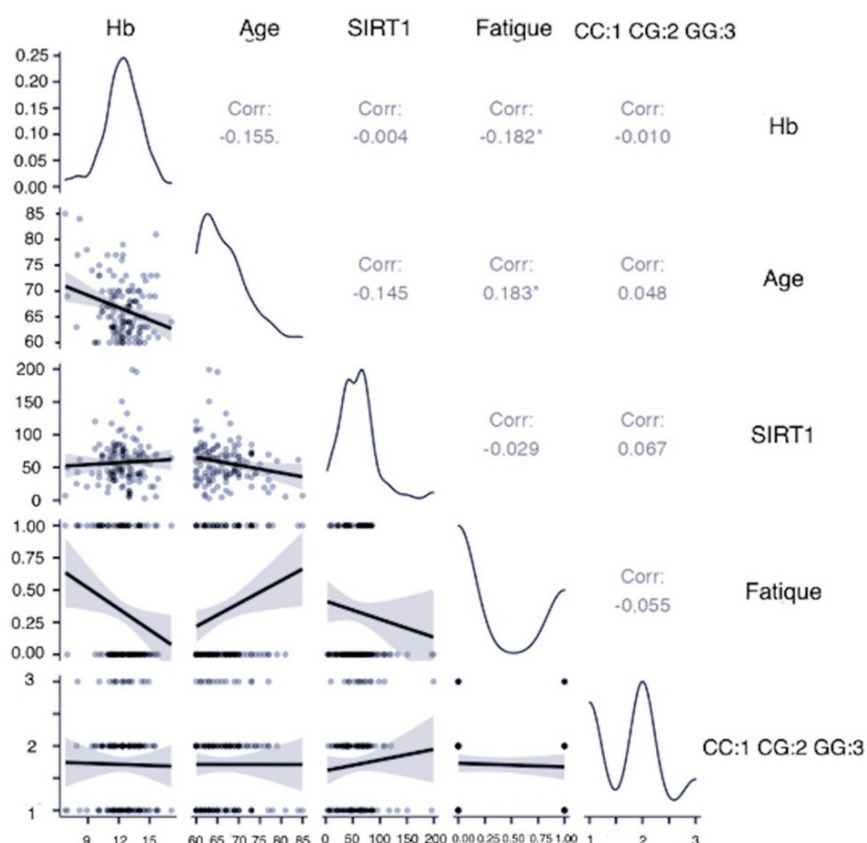 Hb Age SIRT1 Fatique CC:1 CG:2 GG:3
0.25
0.20
0.15
0.10
0.05
0.00
Corr: Corr: Corr: Corr:
-0.155. -0.004 -0.182* -0.010
Hb
85
80
75
70
65
60
Corr: Corr: Corr:
-0.145 0.183* 0.048
Age
200
150
100
50
0
Corr: Corr:
-0.029 0.067
SIRT1
1.00
0.75
0.50
0.25
0.00
Corr:
-0.055
Fatique
3
2
1
CC:1 CG:2 GG:3
9 12 15 60 65 70 75 80 85 0 50 100 150 200 0.00 0.25 0.50 0.75 1.00 1 2 3